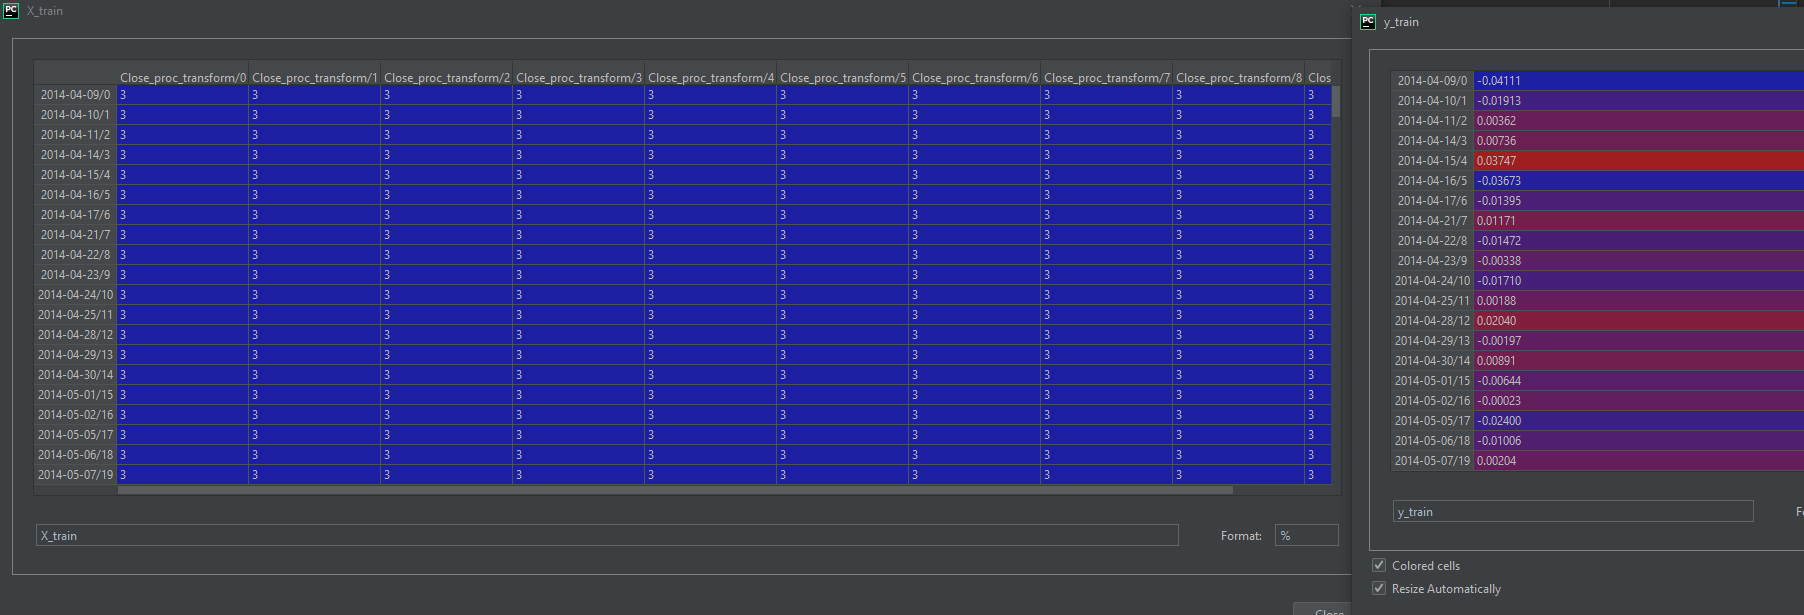 PC X_train
Close_proc_transform/0 Close_proc_transform/1 Close_proc_transform/2 Close_proc_transform/3 Close_proc_transform/4 Close_proc_transform/5 Close_proc_transform/6 Close_proc_transform/7 Close_proc_transform/8 Clos
2014-04-09/0 3 3 3 3 3 3 3 3 3 3
2014-04-10/1 3 3 3 3 3 3 3 3 3 3
2014-04-11/2 3 3 3 3 3 3 3 3 3 3
2014-04-14/3 3 3 3 3 3 3 3 3 3 3
2014-04-15/4 3 3 3 3 3 3 3 3 3 3
2014-04-16/5 3 3 3 3 3 3 3 3 3 3
2014-04-17/6 3 3 3 3 3 3 3 3 3 3
2014-04-21/7 3 3 3 3 3 3 3 3 3 3
2014-04-22/8 3 3 3 3 3 3 3 3 3 3
2014-04-23/9 3 3 3 3 3 3 3 3 3 3
2014-04-24/10 3 3 3 3 3 3 3 3 3 3
2014-04-25/11 3 3 3 3 3 3 3 3 3 3
2014-04-28/12 3 3 3 3 3 3 3 3 3 3
2014-04-29/13 3 3 3 3 3 3 3 3 3 3
2014-04-30/14 3 3 3 3 3 3 3 3 3 3
2014-05-01/15 3 3 3 3 3 3 3 3 3 3
2014-05-02/16 3 3 3 3 3 3 3 3 3 3
2014-05-05/17 3 3 3 3 3 3 3 3 3 3
2014-05-06/18 3 3 3 3 3 3 3 3 3 3
2014-05-07/19 3 3 3 3 3 3 3 3 3 3
X_train Format: %
Close
PC y_train
2014-04-09/0 -0.04111
2014-04-10/1 -0.01913
2014-04-11/2 0.00362
2014-04-14/3 0.00736
2014-04-15/4 0.03747
2014-04-16/5 -0.03673
2014-04-17/6 -0.01395
2014-04-21/7 0.01171
2014-04-22/8 -0.01472
2014-04-23/9 -0.00338
2014-04-24/10 -0.01710
2014-04-25/11 0.00188
2014-04-28/12 0.02040
2014-04-29/13 -0.00197
2014-04-30/14 0.00891
2014-05-01/15 -0.00644
2014-05-02/16 -0.00023
2014-05-05/17 -0.02400
2014-05-06/18 -0.01006
2014-05-07/19 0.00204
y_train
Colored cells
Resize Automatically